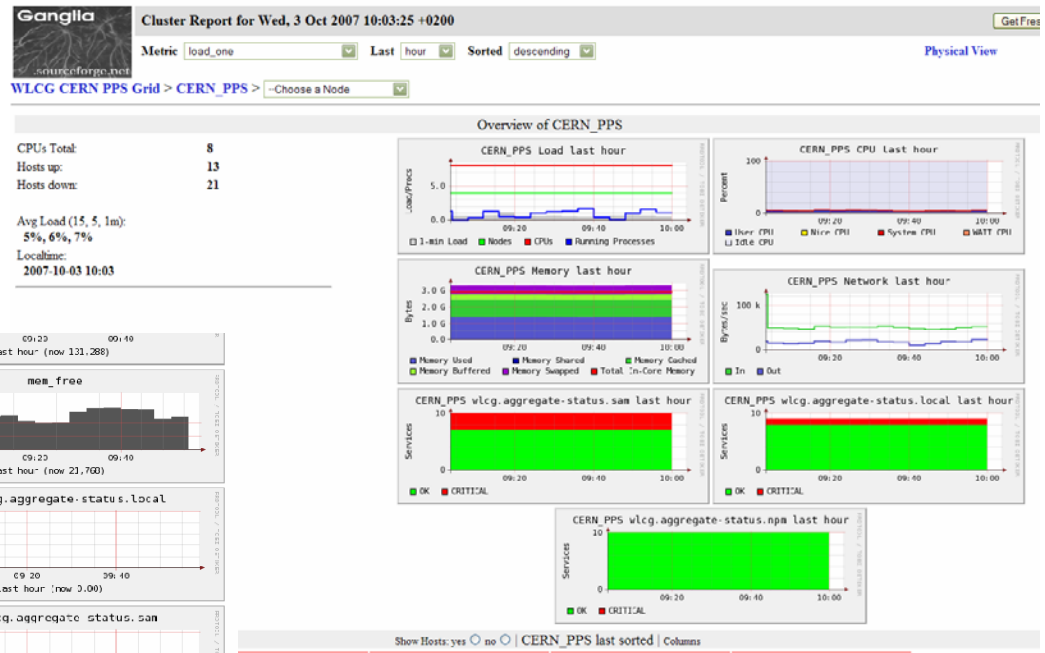 Ganglia
.sourceforge.net
Cluster Report for Wed, 3 Oct 2007 10:03:25 +0200
Get Fres
Metric load_one Last hour Sorted descending
Physical View
WLCG CERN PPS Grid > CERN_PPS > --Choose a Node
Overview of CERN_PPS
CPUs Total: 8
Hosts up: 13
Hosts down: 21
Avg Load (15, 5, 1m):
5%, 6%, 7%
Localtime:
2007-10-03 10:03
CERN_PPS Load last hour
Load/Procs
5.0
0.0
09:20 09:40 10:00
1-min Load Nodes CPUs Running Processes
CERN_PPS CPU last hour
Percent
100
0
09:20 09:40 10:00
User CPU Nice CPU System CPU WAIT CPU
Idle CPU
CERN_PPS Memory last hour
Bytes
3.0 G
2.0 G
1.0 G
0.0
09:20 09:40 10:00
Memory Used Memory Shared Memory Cached
Memory Buffered Memory Swapped Total In-Core Memory
CERN_PPS Network last hour
Bytes/sec
100 k
0
09:20 09:40 10:00
In Out
CERN_PPS wlcg.aggregate-status.sam last hour
Services
10
0
09:20 09:40 10:00
OK CRITICAL
CERN_PPS wlcg.aggregate-status.local last hour
Services
10
0
09:20 09:40 10:00
OK CRITICAL
CERN_PPS wlcg.aggregate-status.npm last hour
Services
10
0
09:20 09:40 10:00
OK CRITICAL
09:20 09:40
ast hour (now 131,288)
mem_free
09:20 09:40
ast hour (now 21,760)
g.aggregate-status.local
09 20 09:40
ast hour (now 0.00)
cg.aggregate status.sam
Show Hosts: yes no | CERN_PPS last sorted | Columns